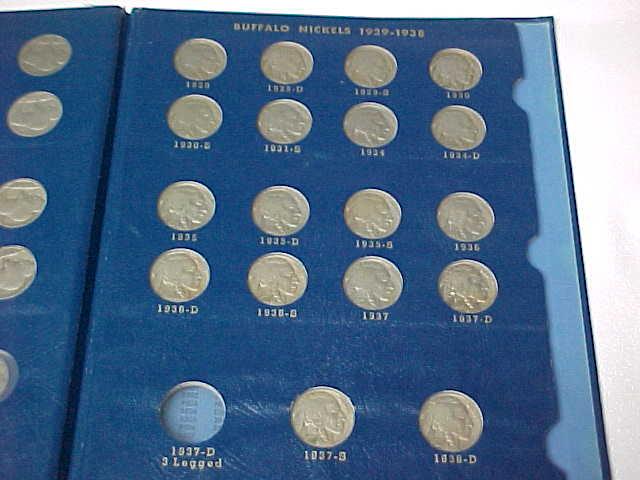 BUFFALO NICKELS 1929-1938
1929 1929-D 1929-S 1930
1930-S 1931-S 1934 1934-D
1935 1935-D 1935-S 1936
1936-D 1936-S 1937 1937-D
1937-D 1937-S 1938-D
3 Legged